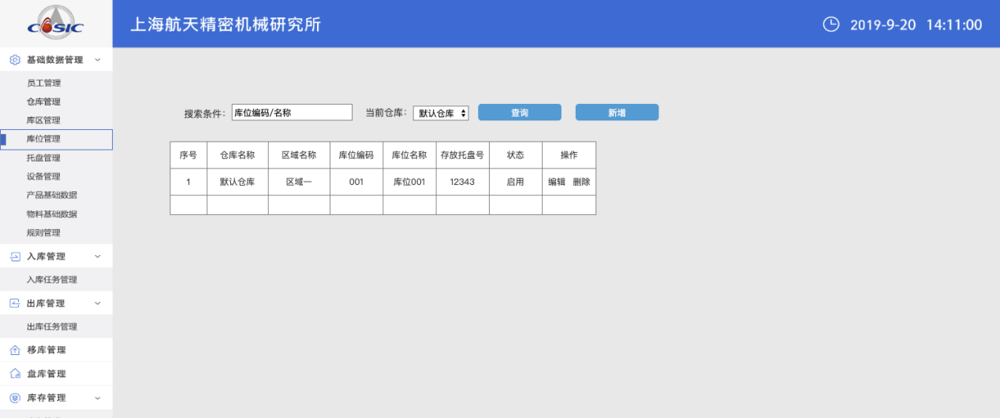 CASIC
上海航天精密机械研究所
2019-9-20 14:11:00
基础数据管理
员工管理
仓库管理
库区管理
库位管理
托盘管理
设备管理
产品基础数据
物料基础数据
规则管理
入库管理
入库任务管理
出库管理
出库任务管理
移库管理
盘库管理
库存管理
搜索条件： 库位编码/名称 当前仓库： 默认仓库 查询 新增
序号 仓库名称 区域名称 库位编码 库位名称 存放托盘号 状态 操作
1 默认仓库 区域一 001 库位001 12343 启用 编辑 删除